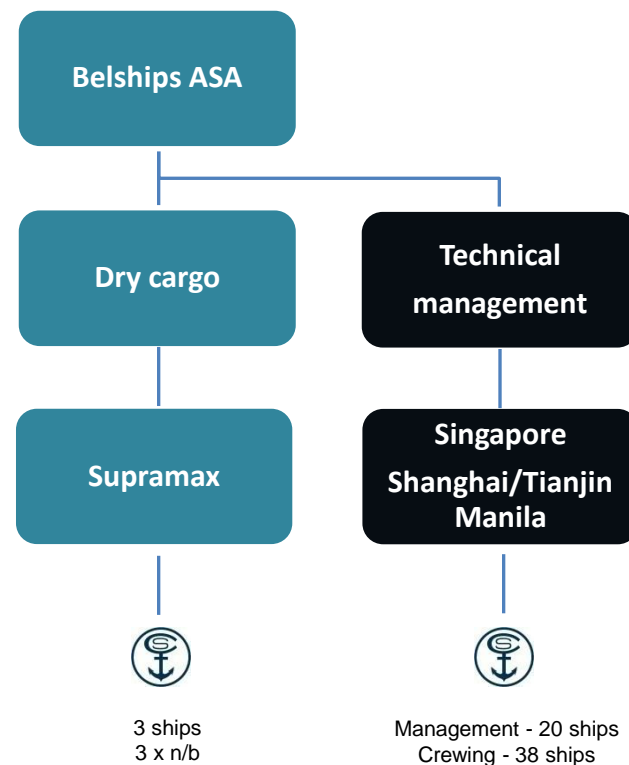 Belships ASA
Dry cargo
Technical
management
Supramax
Singapore
Shanghai/Tianjin
Manila
3 ships
3 x n/b
Management - 20 ships
Crewing - 38 ships